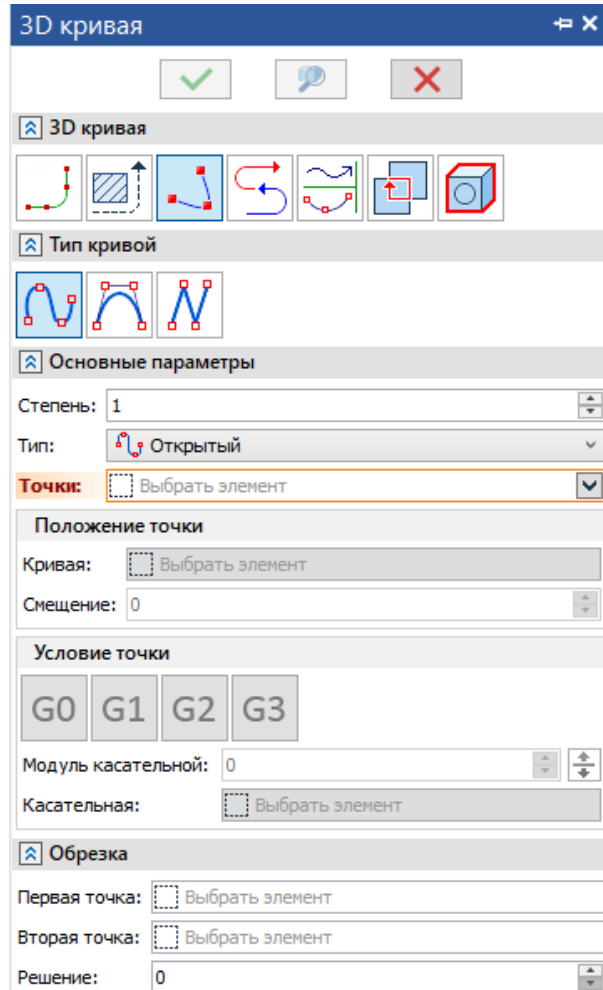 3D кривая
3D кривая
Тип кривой
Основные параметры
Степень: 1
Тип: Открытый
Точки: Выбрать элемент
Положение точки
Кривая: Выбрать элемент
Смещение: 0
Условие точки
G0 G1 G2 G3
Модуль касательной: 0
Касательная: Выбрать элемент
Обрезка
Первая точка: Выбрать элемент
Вторая точка: Выбрать элемент
Решение: 0